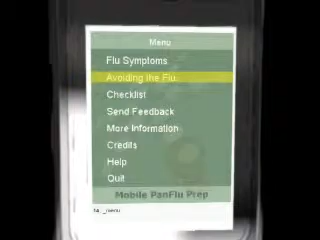 Menu
Flu Symptoms
Avoiding the Flu
Checklist
Send Feedback
More Information
Credits
Help
Quit
Mobile PanFlu Prep